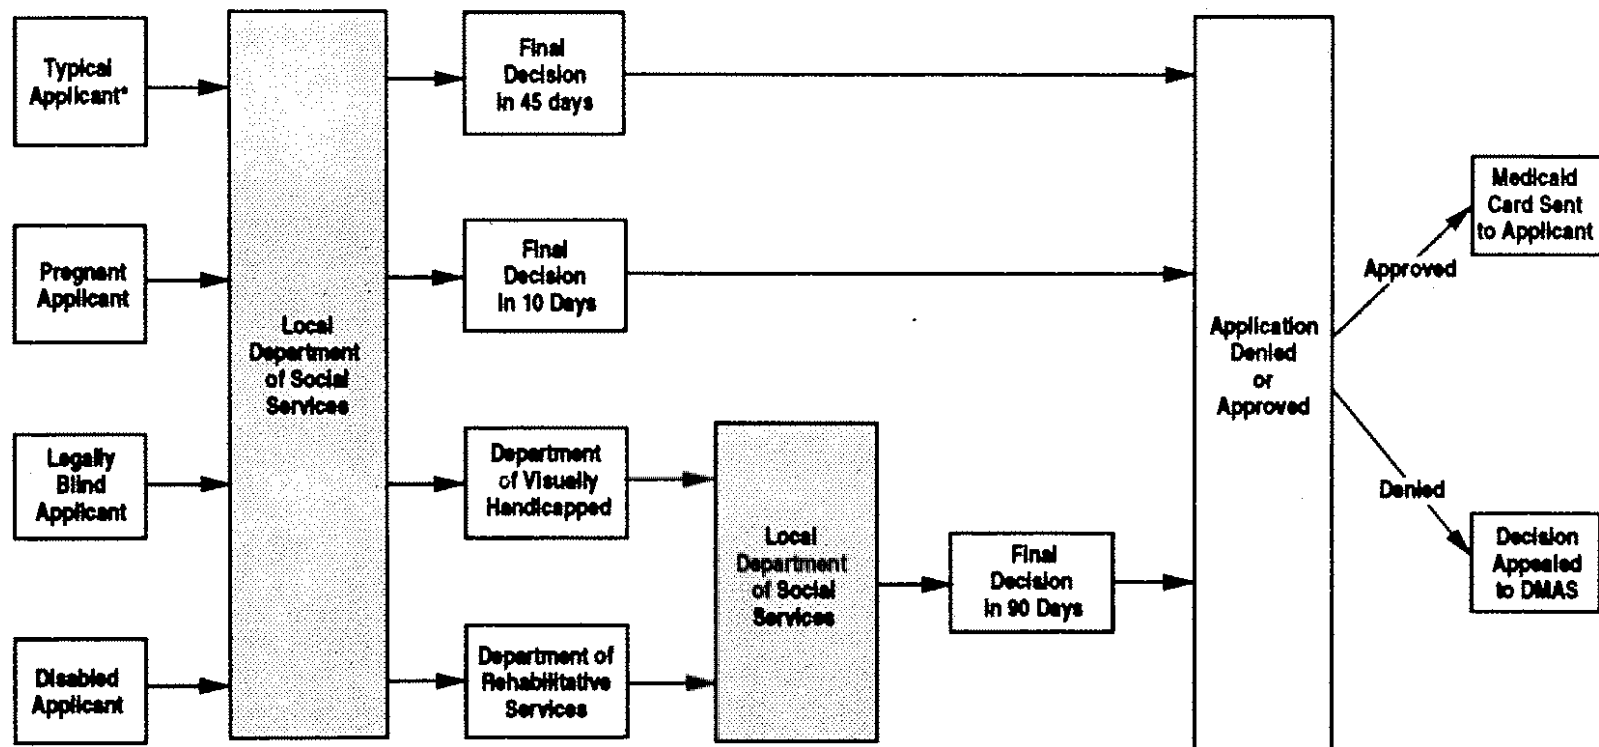 Typical
Applicant*
Final
Decision
in 45 days
Pregnant
Applicant
Final
Decision
in 10 Days
Legally
Blind
Applicant
Disabled
Applicant
Local
Department
of Social
Services
Department
of Visually
Handicapped
Department of
Rehabilitative
Services
Local
Department
of Social
Services
Final
Decision
in 90 Days
Application
Denied
or
Approved
Approved
Medicaid
Card Sent
to Applicant
Denied
Decision
Appealed
to DMAS